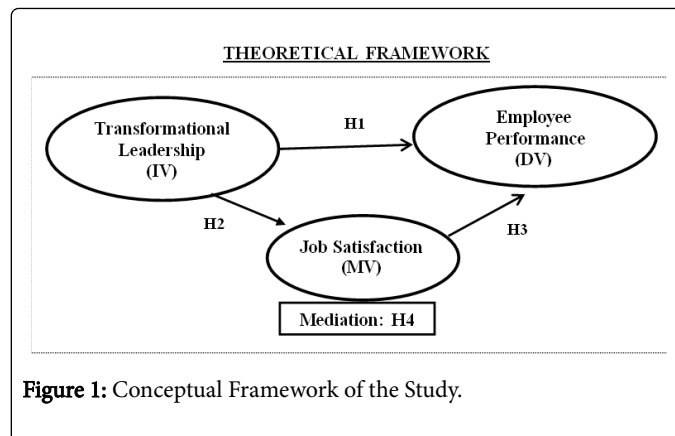 THEORETICAL FRAMEWORK
Transformational
Leadership
(IV)
H1
Employee
Performance
(DV)
H2
Job Satisfaction
(MV)
H3
Mediation: H4
Figure 1: Conceptual Framework of the Study.